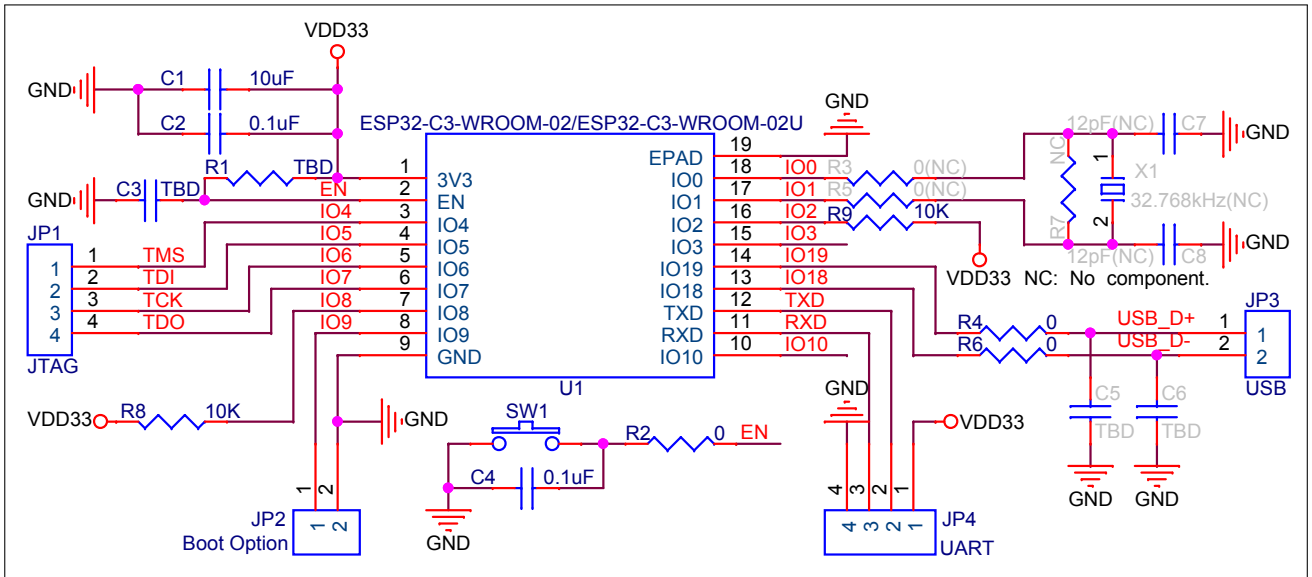 VDD33
GND
C1 10uF
C2 0.1uF
R1 TBD
C3 TBD
GND
EN
ESP32-C3-WROOM-02/ESP32-C3-WROOM-02U
1 3V3
2 EN
3 IO4
4 IO5
5 IO6
6 IO7
7 IO8
8 IO9
9 GND
19 EPAD
18 IO0
17 IO1
16 IO2
15 IO3
14 IO19
13 IO18
12 TXD
11 RXD
10 IO10
U1
IO4
IO5
IO6
IO7
IO8
IO9
JP1
1 1 TMS
2 2 TDI
3 3 TCK
4 4 TDO
JTAG
VDD33 R8 10K
GND
1 2
1 2
JP2
Boot Option
SW1
R2 0 EN
C4 0.1uF
GND
GND
IO0 R3 0(NC)
IO1 R5 0(NC)
IO2 R9 10K
IO3
IO19
IO18
TXD
RXD
IO10
VDD33
12pF(NC) C7 GND
NC
R7
1
X1
32.768kHz(NC)
2
12pF(NC) C8 GND
NC: No component.
R4 0 USB_D+ 1 1
R6 0 USB_D- 2 2
JP3
USB
C5 TBD
C6 TBD
GND
GND
GND
VDD33
4 3 2 1
4 3 2 1
JP4
UART